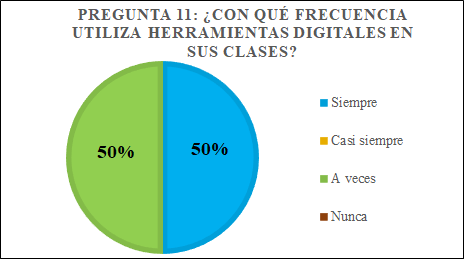 PREGUNTA 11: ¿CON QUÉ FRECUENCIA
UTILIZA HERRAMIENTAS DIGITALES EN
SUS CLASES?
50%
50%
Siempre
Casi siempre
A veces
Nunca